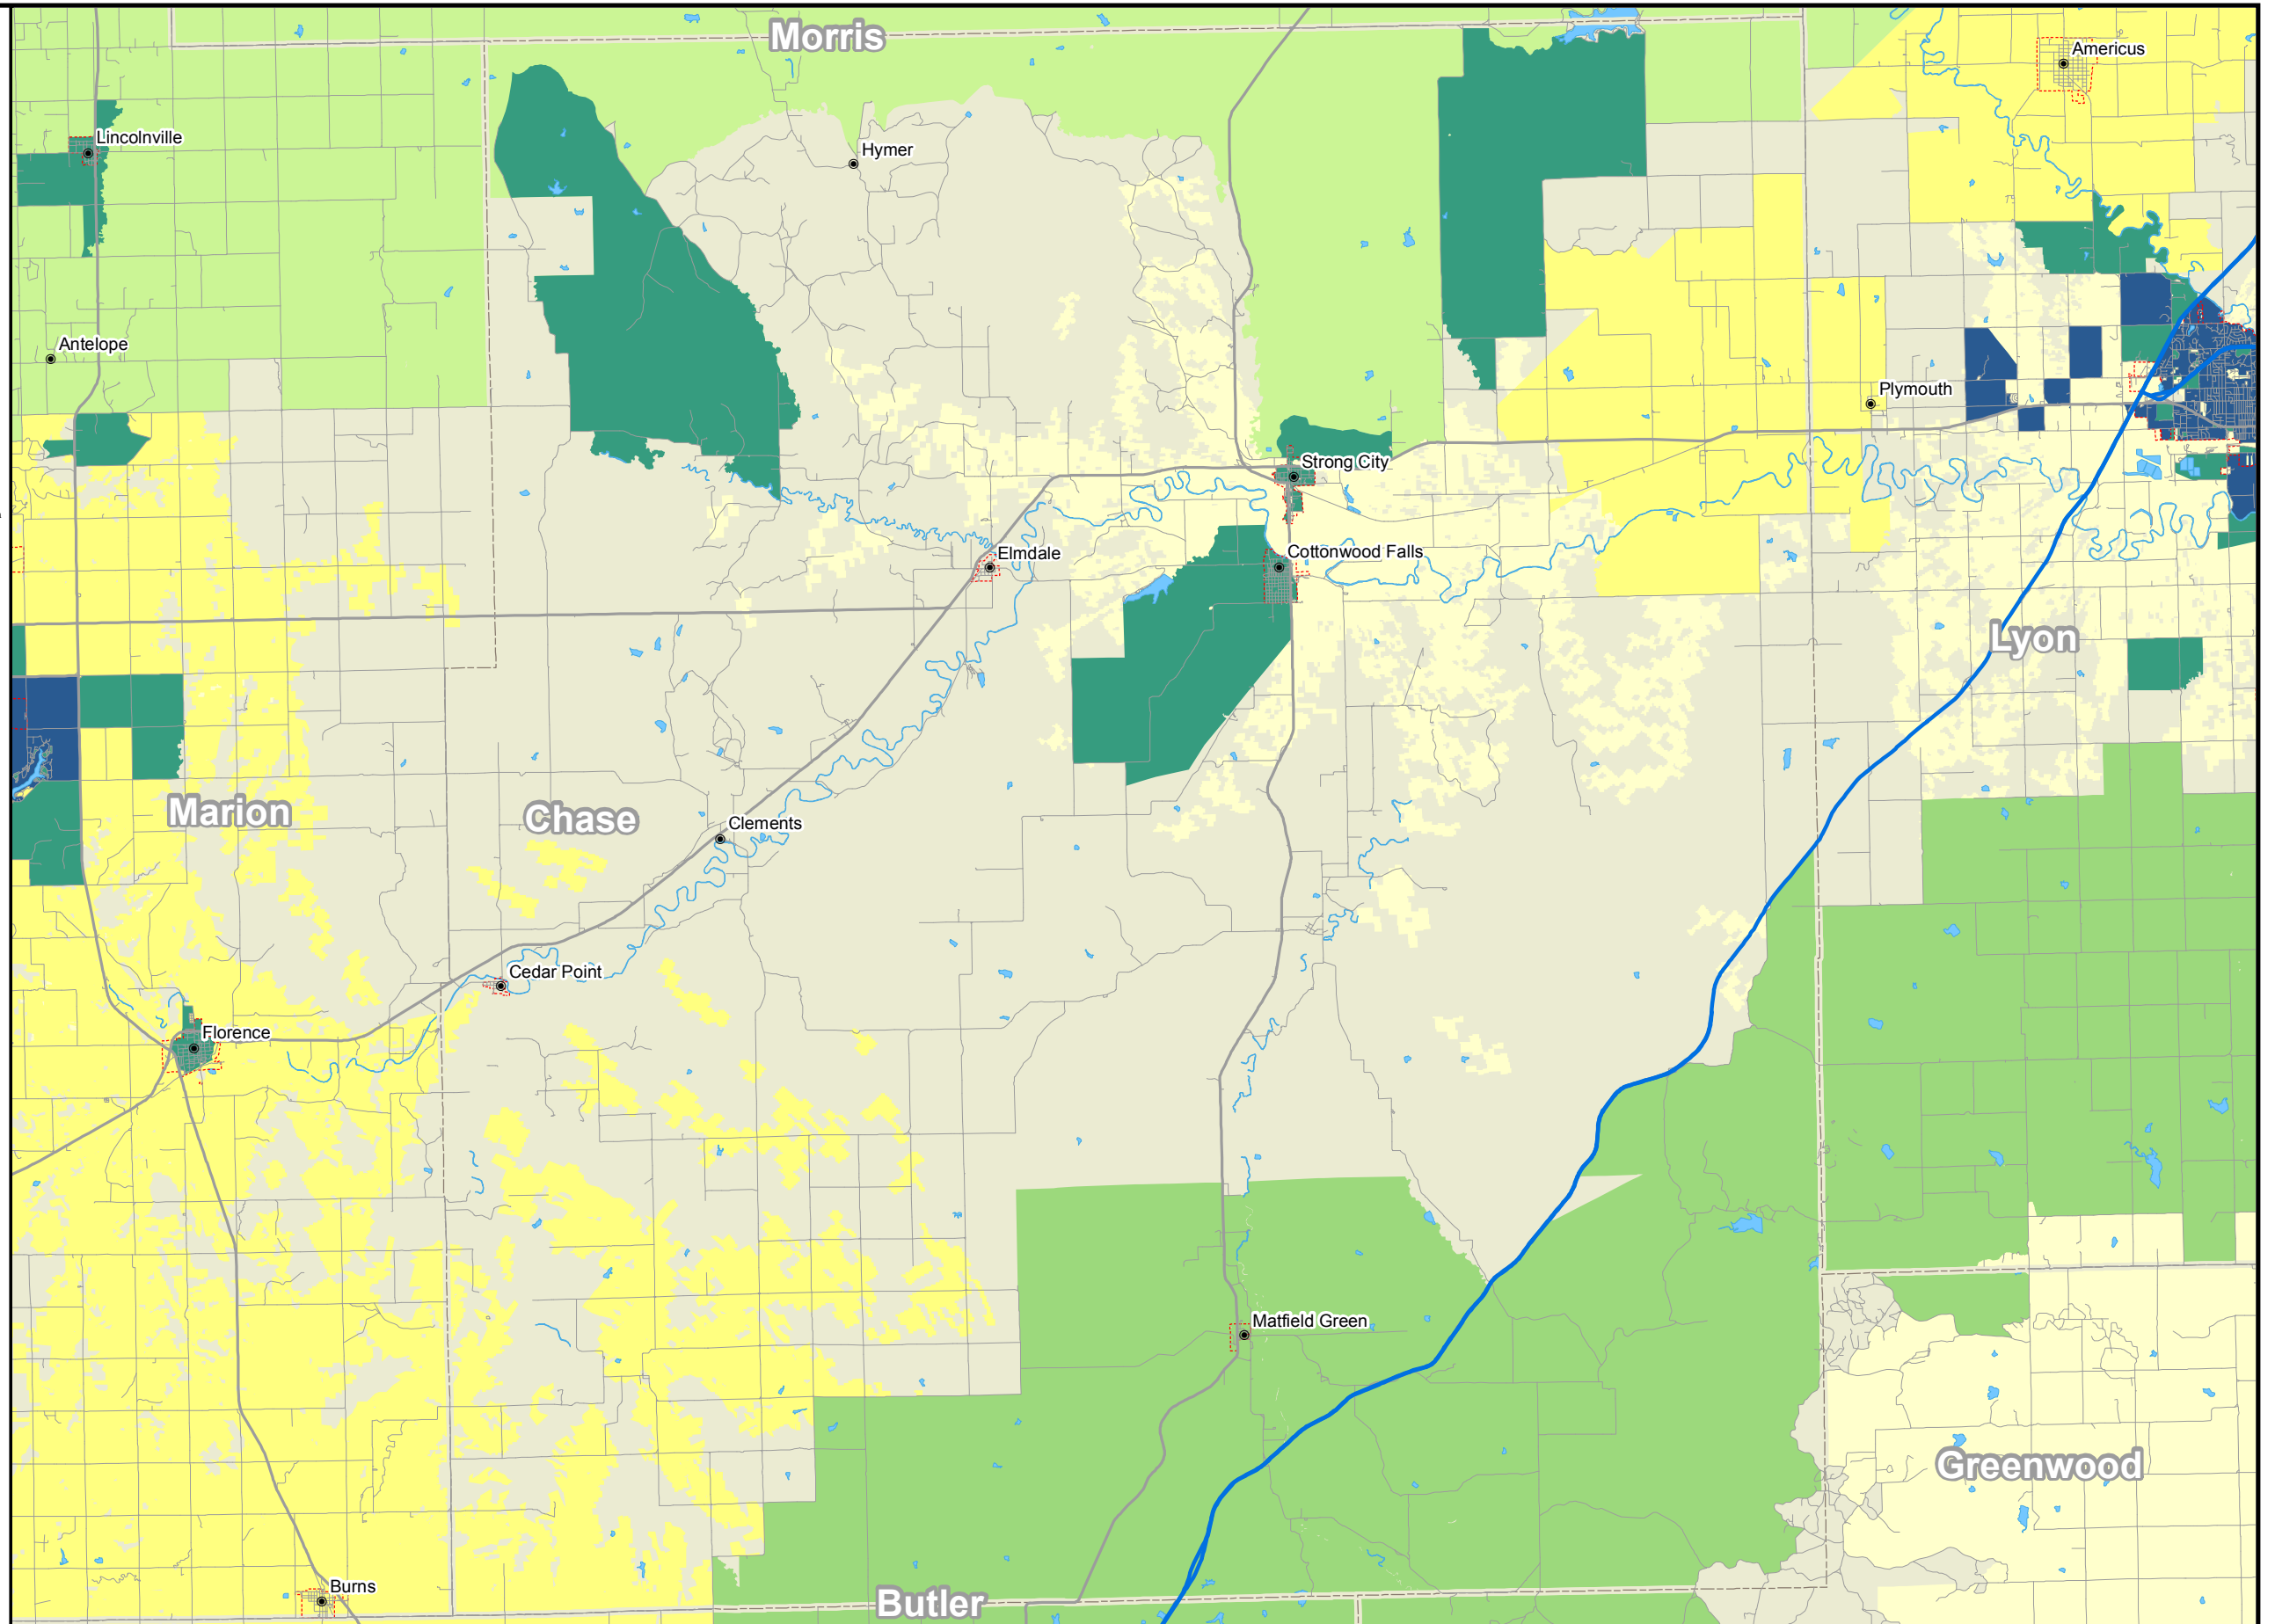 Morris
Americus
Lincolnville
Hymer
Antelope
Plymouth
Strong City
Elmdale
Cottonwood Falls
Lyon
Marion
Chase
Clements
Cedar Point
Florence
Matfield Green
Greenwood
Burns
Butler